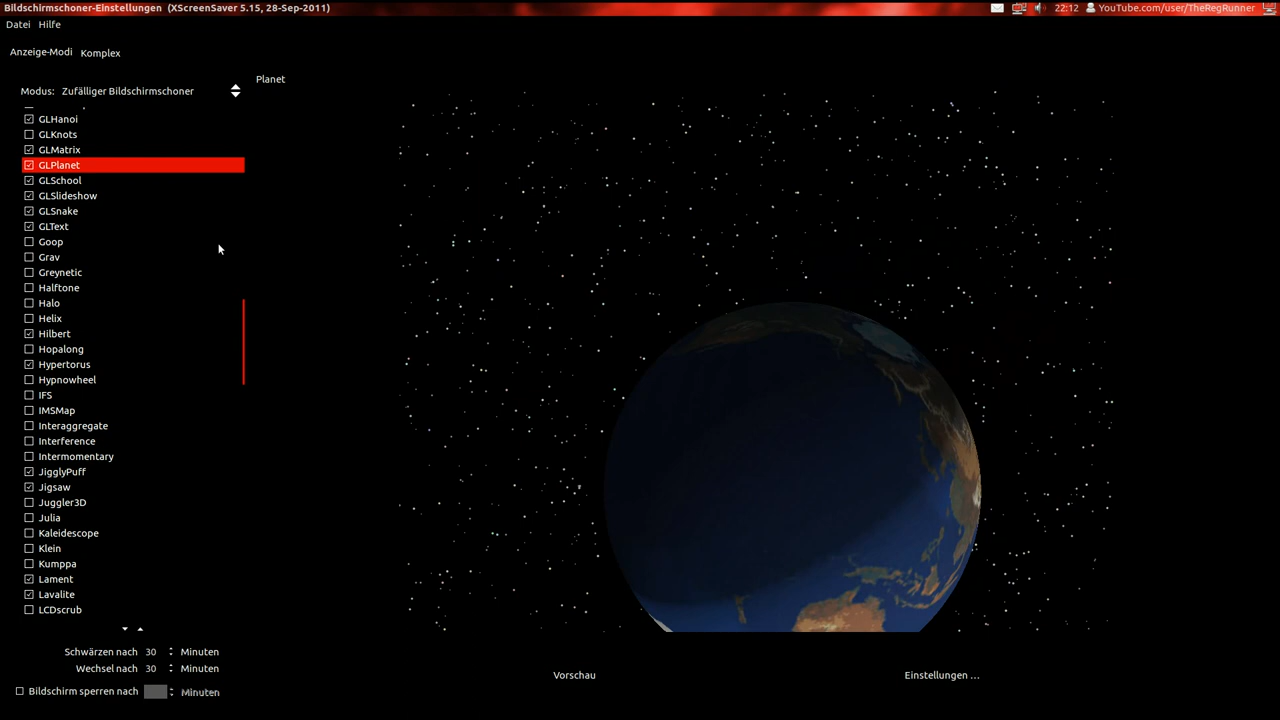 Bildschirmschoner-Einstellungen (XScreenSaver 5.15, 28-Sep-2011)
22:12 YouTube.com/user/TheRegRunner
Datei Hilfe
Anzeige-Modi Komplex
Modus: Zufälliger Bildschirmschoner
Planet
GLHanoi
GLKnots
GLMatrix
GLPlanet
GLSchool
GLSlideshow
GLSnake
GLText
Goop
Grav
Greynetic
Halftone
Halo
Helix
Hilbert
Hopalong
Hypertorus
Hypnowheel
IFS
IMSMap
Interaggregate
Interference
Intermomentary
JigglyPuff
Jigsaw
Juggler3D
Julia
Kaleidescope
Klein
Kumppa
Lament
Lavalite
LCDscrub
Schwärzen nach 30 Minuten
Wechsel nach 30 Minuten
Bildschirm sperren nach Minuten
Vorschau
Einstellungen ...